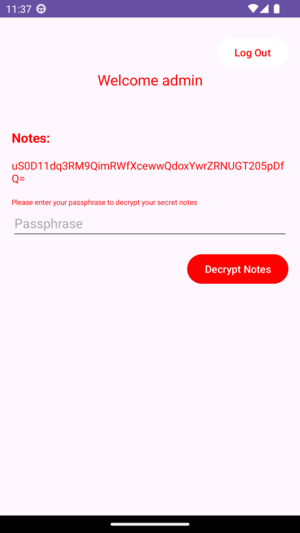 11:37
Log Out
Welcome admin
Notes:
uS0D11dq3RM9QimRWfXcewwQdoxYwrZRNUGT205pDf
Q=
Please enter your passphrase to decrypt your secret notes
Passphrase
Decrypt Notes